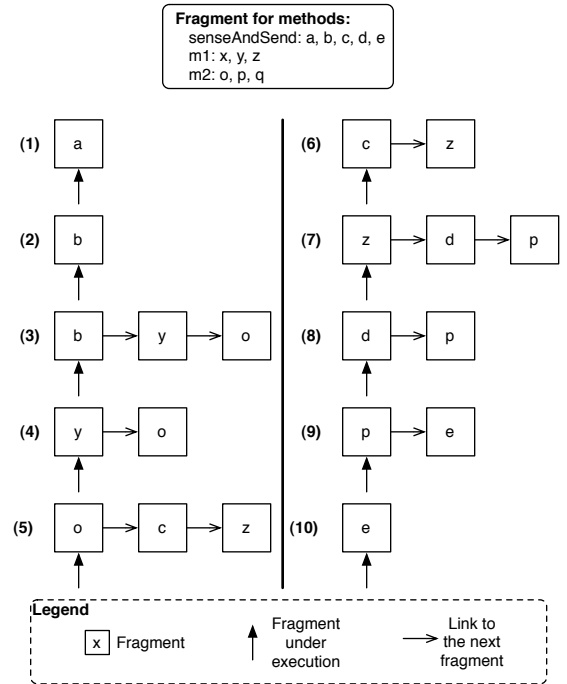 Fragment for methods:
senseAndSend: a, b, c, d, e
m1: x, y, z
m2: o, p, q
(1) a
(2) b
(3) b y o
(4) y o
(5) o c z
(6) c z
(7) z d p
(8) d p
(9) p e
(10) e
Legend
x Fragment
Fragment
under
execution
Link to
the next
fragment